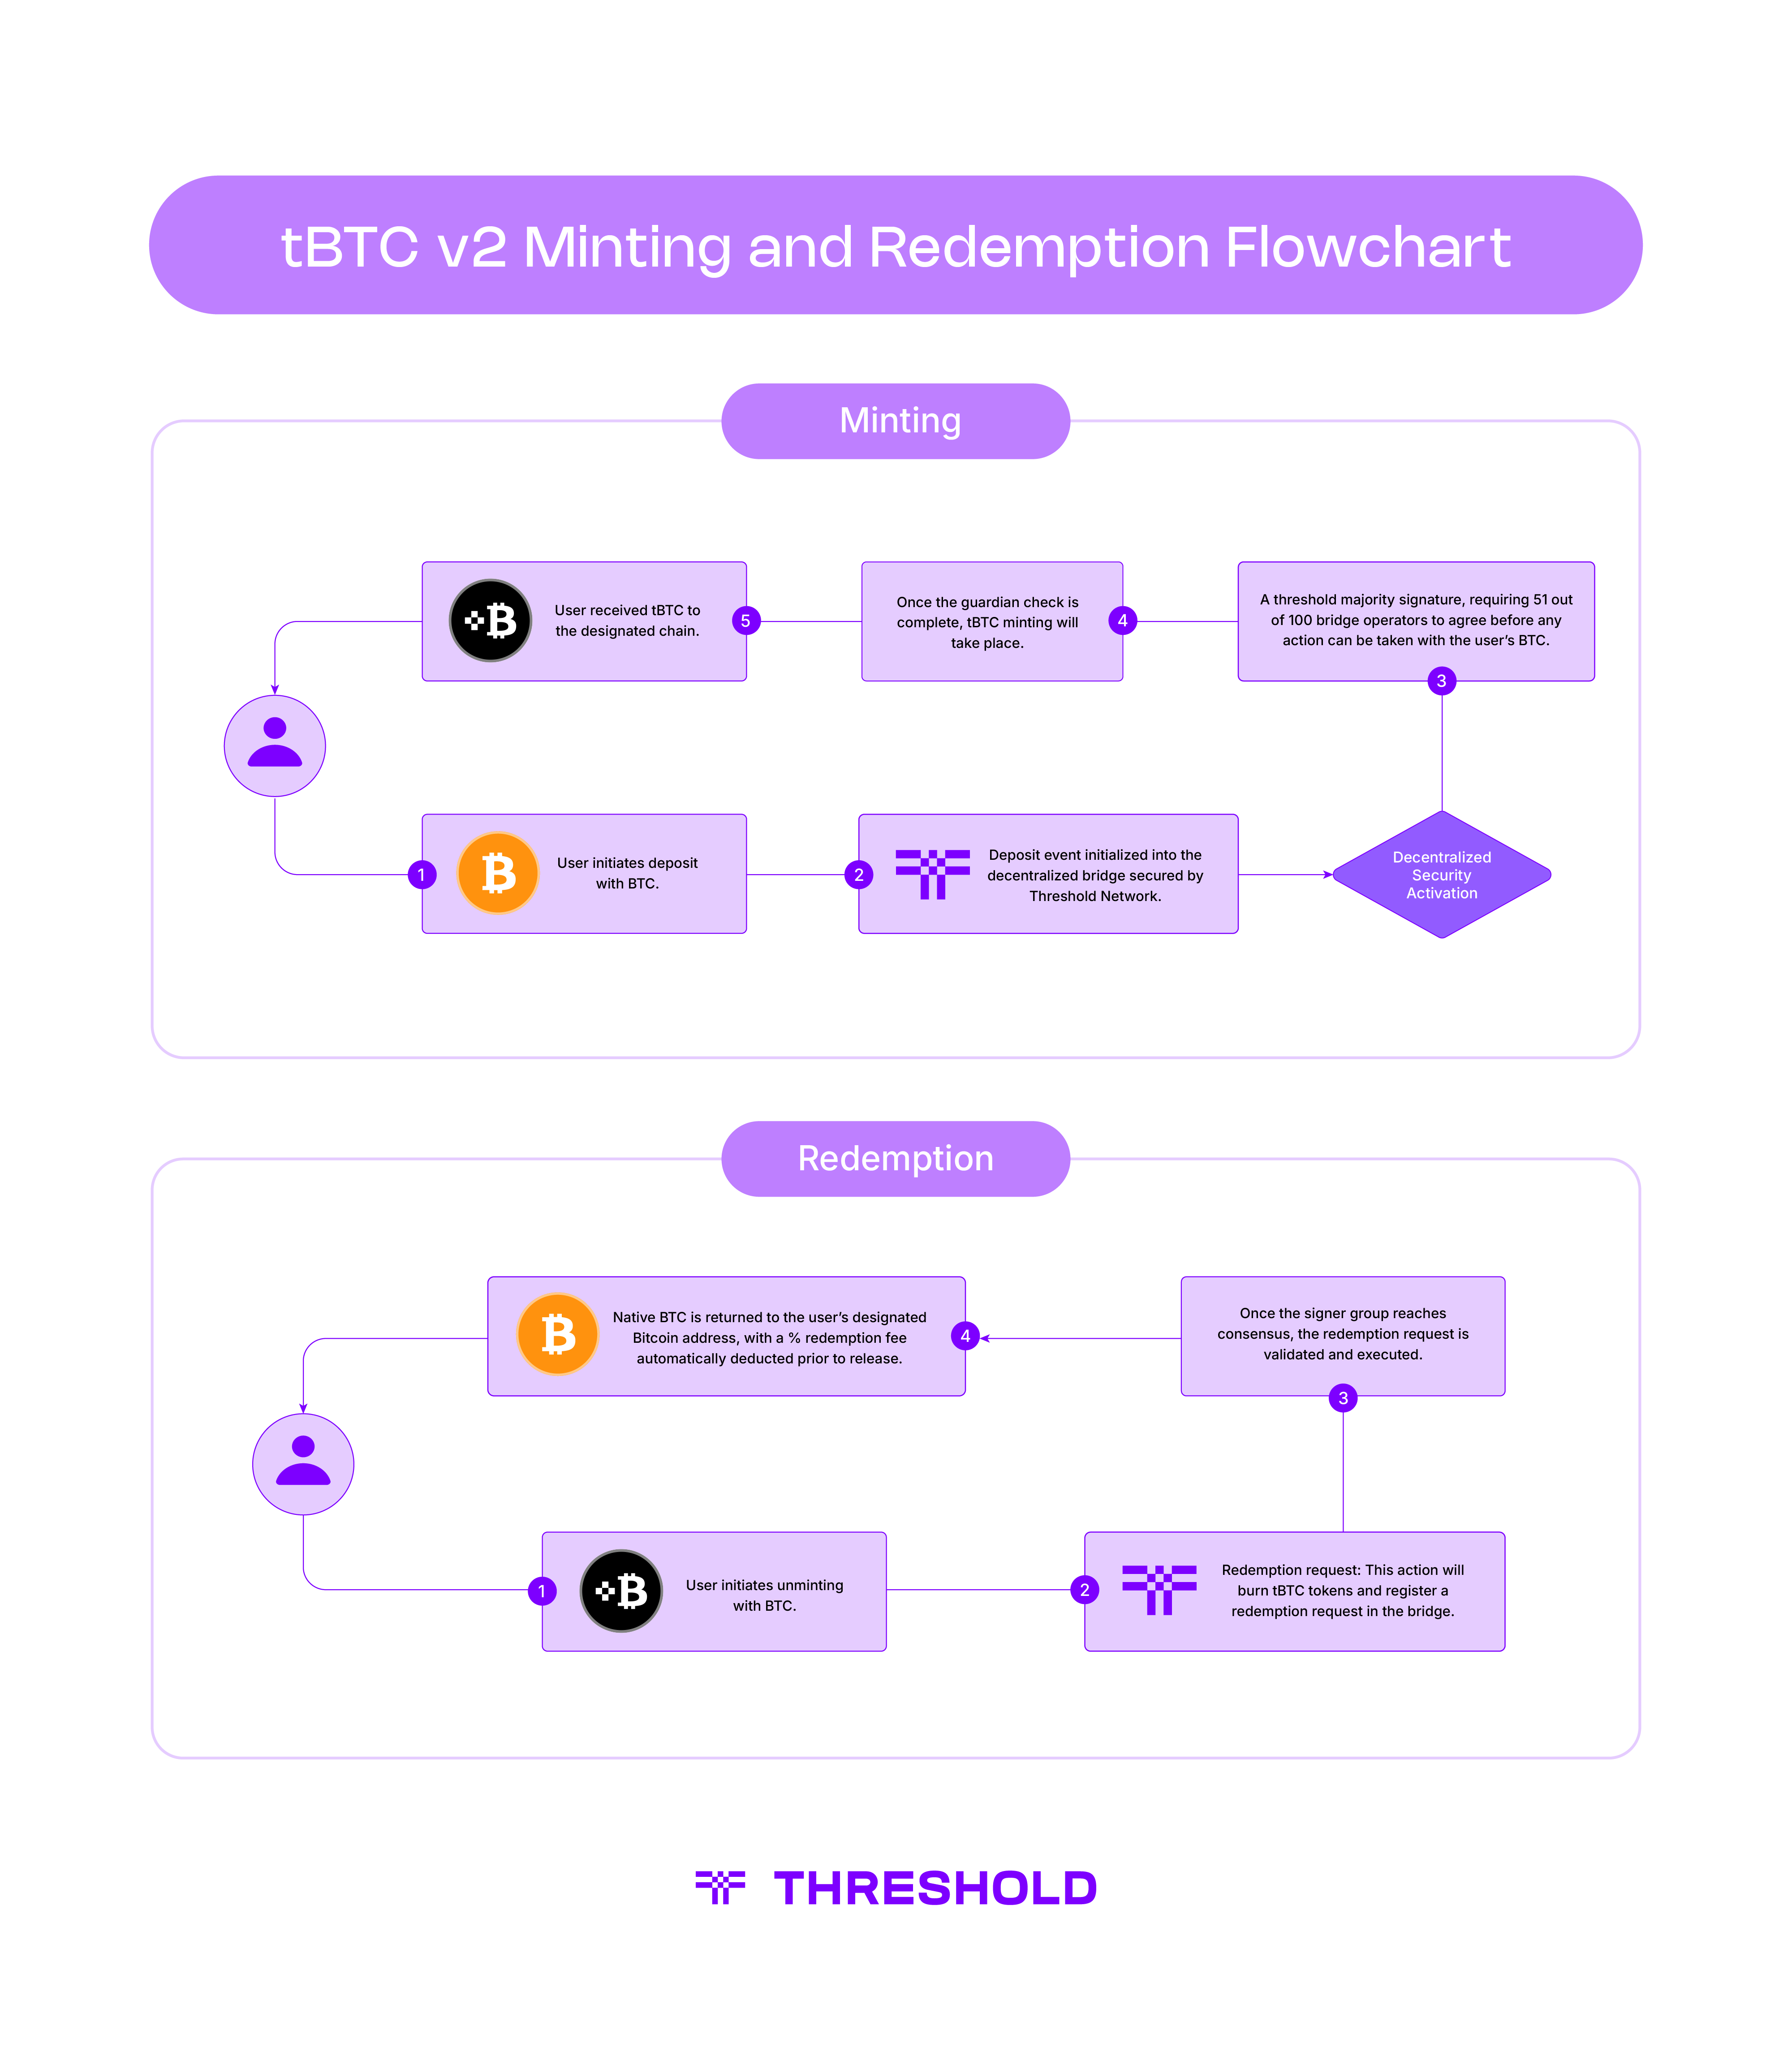 tBTC v2 Minting and Redemption Flowchart
Minting
User received tBTC to
the designated chain.
5
Once the guardian check is
complete, tBTC minting will
take place.
4
A threshold majority signature, requiring 51 out
of 100 bridge operators to agree before any
action can be taken with the user’s BTC.
3
1
User initiates deposit
with BTC.
2
Deposit event initialized into the
decentralized bridge secured by
Threshold Network.
Decentralized
Security
Activation
Redemption
Native BTC is returned to the user’s designated
Bitcoin address, with a % redemption fee
automatically deducted prior to release.
4
Once the signer group reaches
consensus, the redemption request is
validated and executed.
3
1
User initiates unminting
with BTC.
2
Redemption request: This action will
burn tBTC tokens and register a
redemption request in the bridge.
THRESHOLD